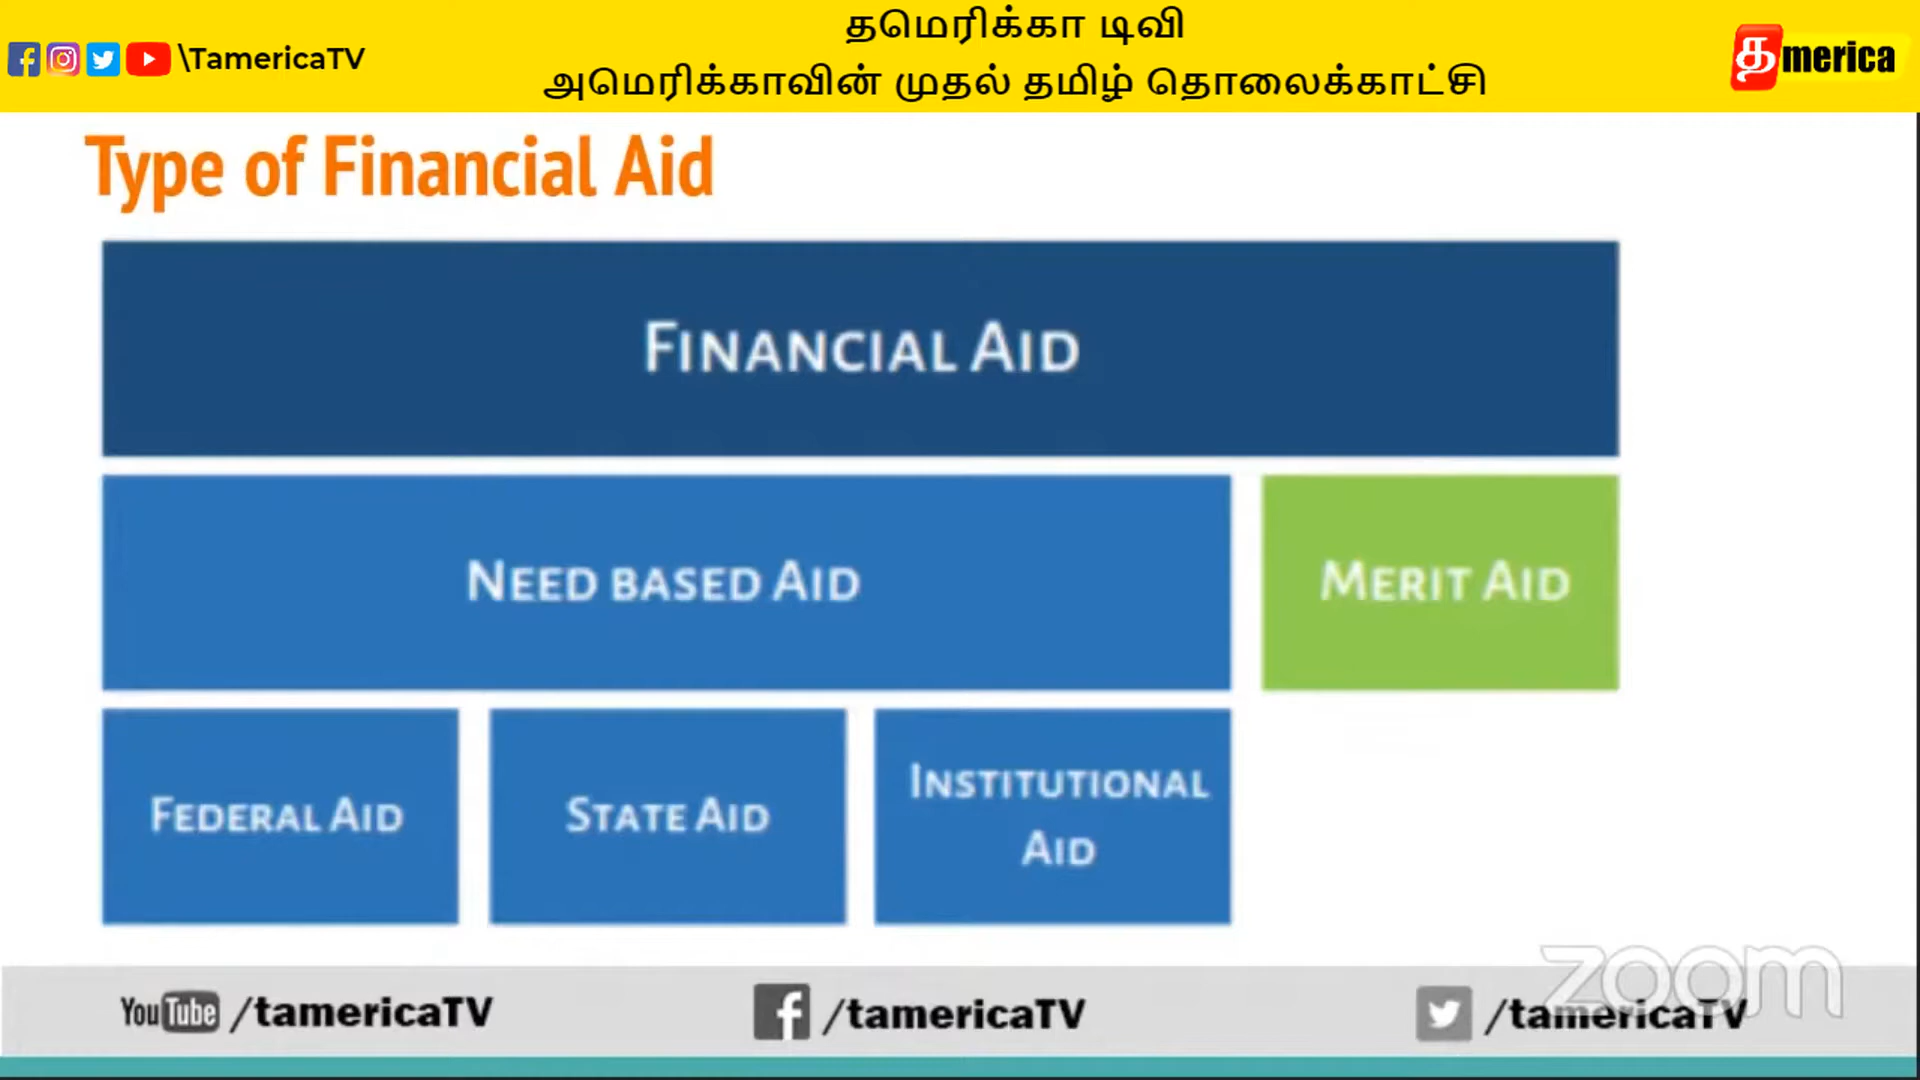 தமெரிக்கா டிவி
\TamericaTV
அமெரிக்காவின் முதல் தமிழ் தொலைக்காட்சி
தmerica
Type of Financial Aid
FINANCIAL AID
NEED BASED AID
MERIT AID
FEDERAL AID
STATE AID
INSTITUTIONAL
AID
zoom
YouTube /tamericaTV
/tamericaTV
/tamericaTV